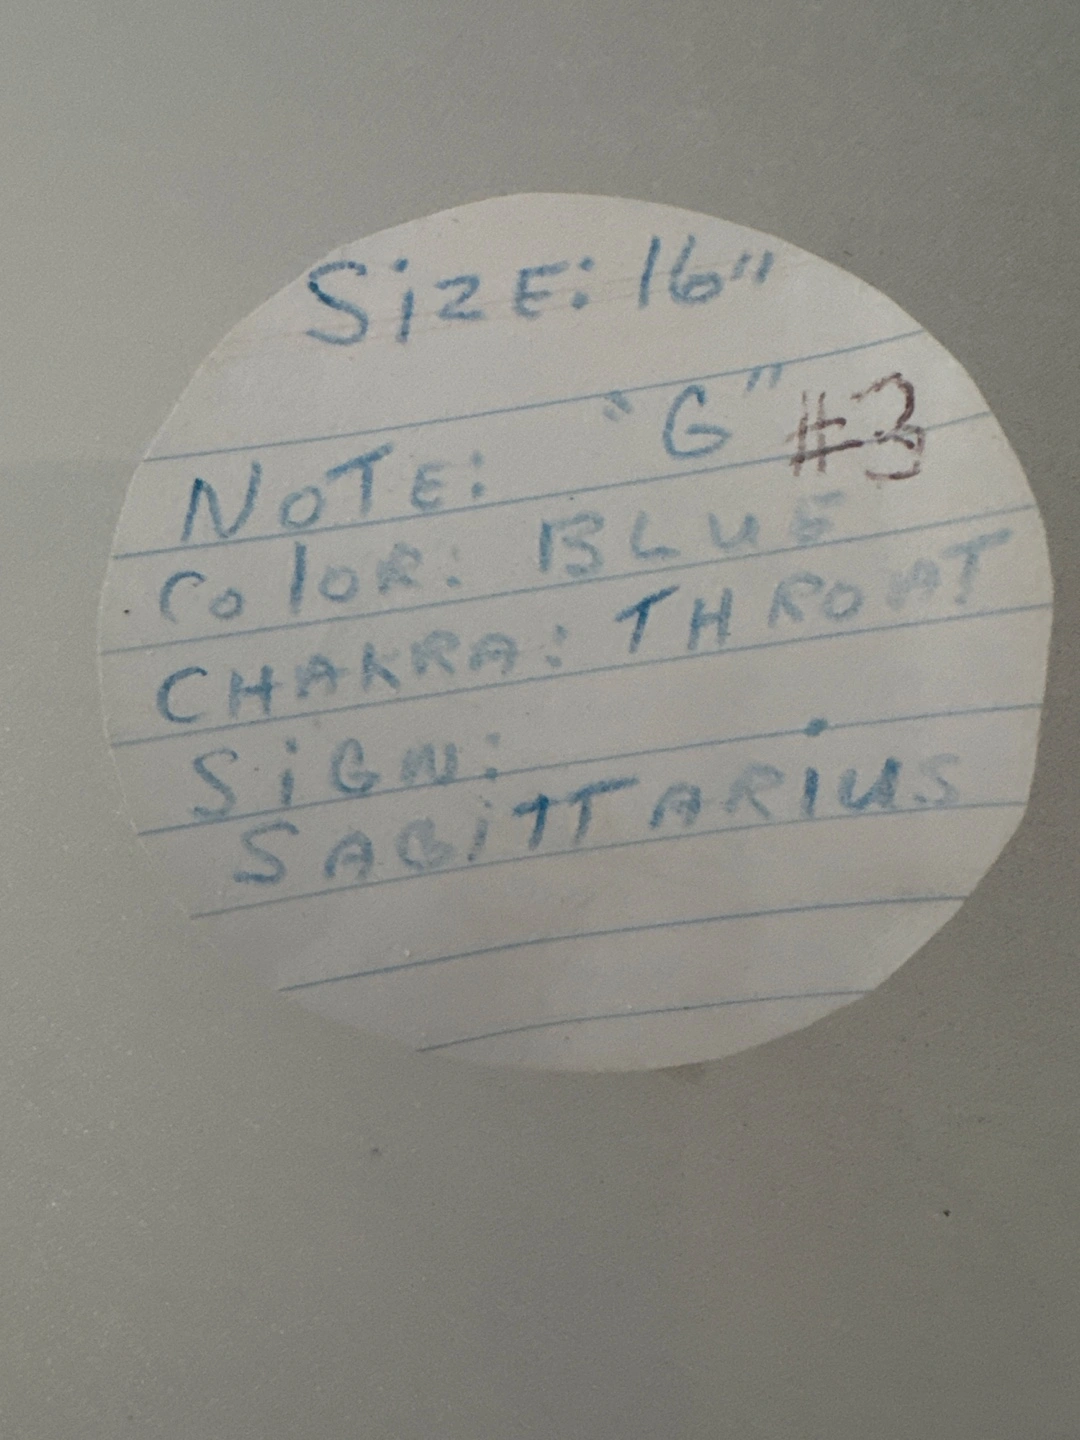 SiZE: 16"
NOTE: "G" #3
ColoR: BLUE
CHAKRA: THROAT
SiGN:
SAGiTTARiUS